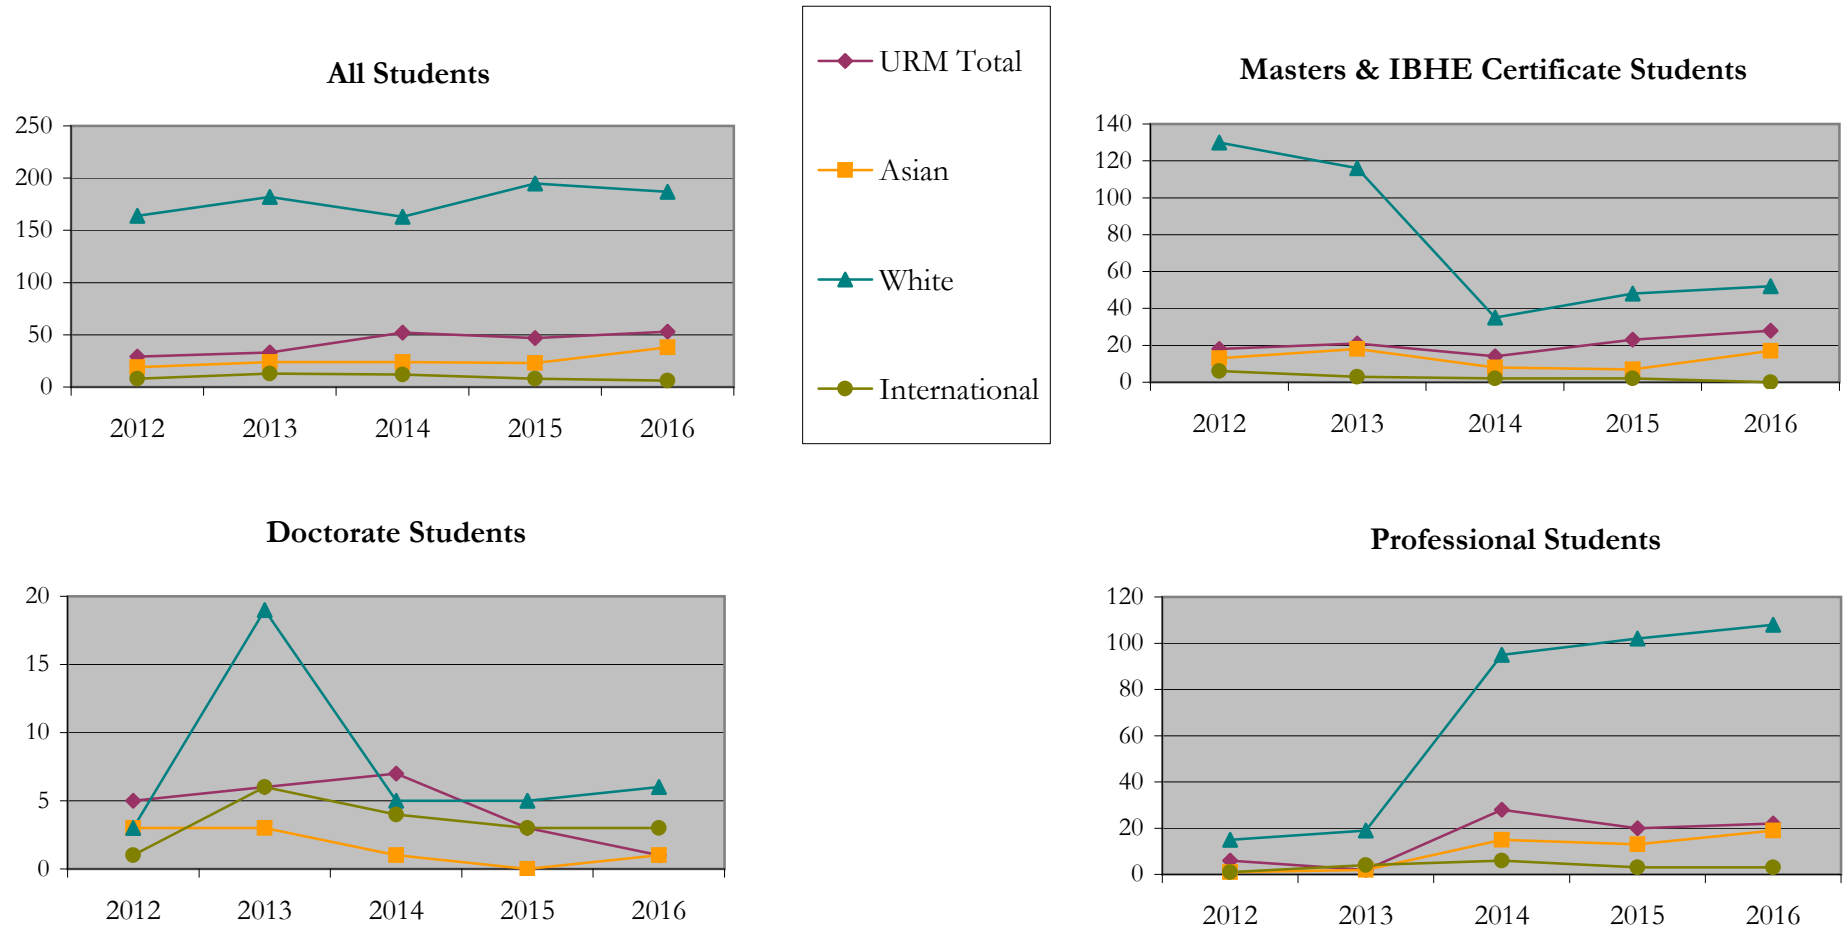 All Students
250
200
150
100
50
0
2012 2013 2014 2015 2016
URM Total
Asian
White
International
Masters & IBHE Certificate Students
140
120
100
80
60
40
20
0
2012 2013 2014 2015 2016
Doctorate Students
20
15
10
5
0
2012 2013 2014 2015 2016
Professional Students
120
100
80
60
40
20
0
2012 2013 2014 2015 2016